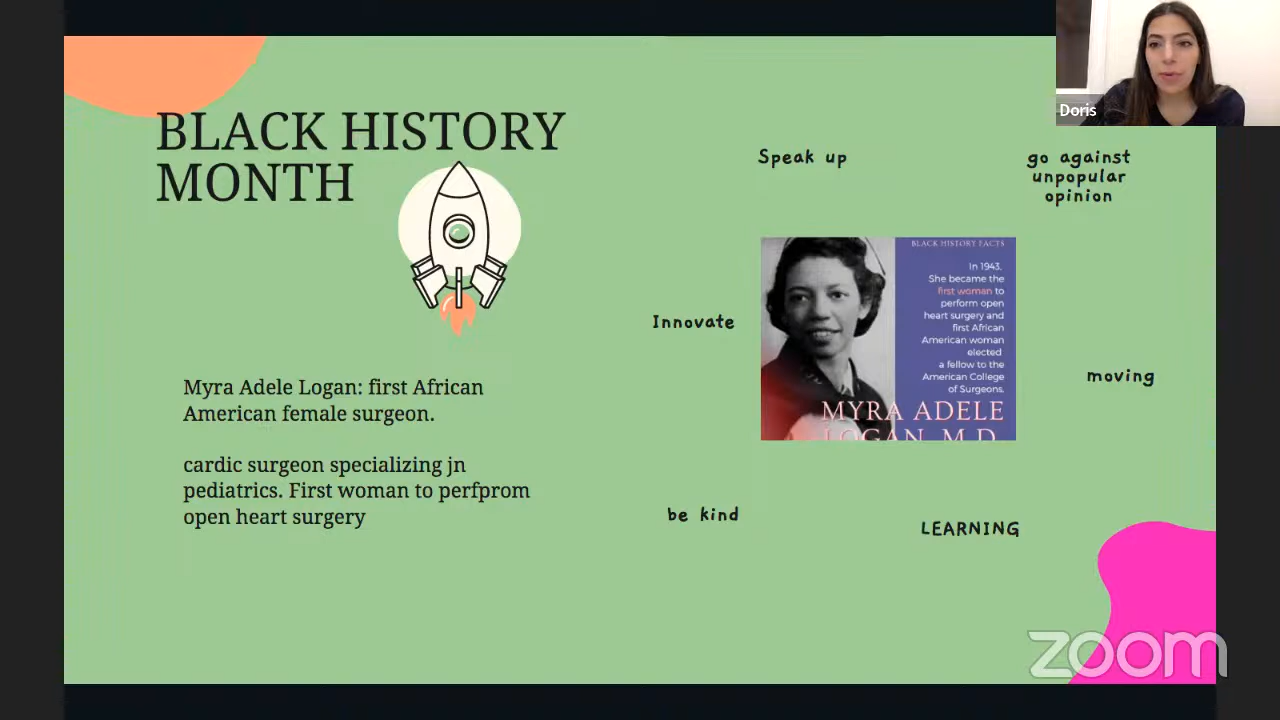 BLACK HISTORY
MONTH
Doris
Speak up
go against
unpopular
opinion
BLACK HISTORY FACTS
In 1943,
She became the
first woman to
perform open
heart surgery and
first African
American woman
elected
a fellow to the
American College
of Surgeons.
MYRA ADELE
LOGAN, M.D.
Innovate
moving
Myra Adele Logan: first African
American female surgeon.
cardic surgeon specializing jn
pediatrics. First woman to perfprom
open heart surgery
be kind
LEARNING
zoom